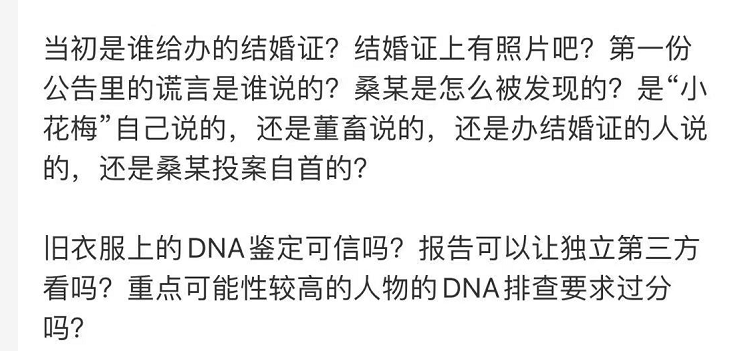 当初是谁给办的结婚证？结婚证上有照片吧？第一份
公告里的谎言是谁说的？桑某是怎么被发现的？是“小
花梅”自己说的，还是董畜说的，还是办结婚证的人说
的，还是桑某投案自首的？
旧衣服上的DNA鉴定可信吗？报告可以让独立第三方
看吗？重点可能性较高的人物的DNA排查要求过分
吗？